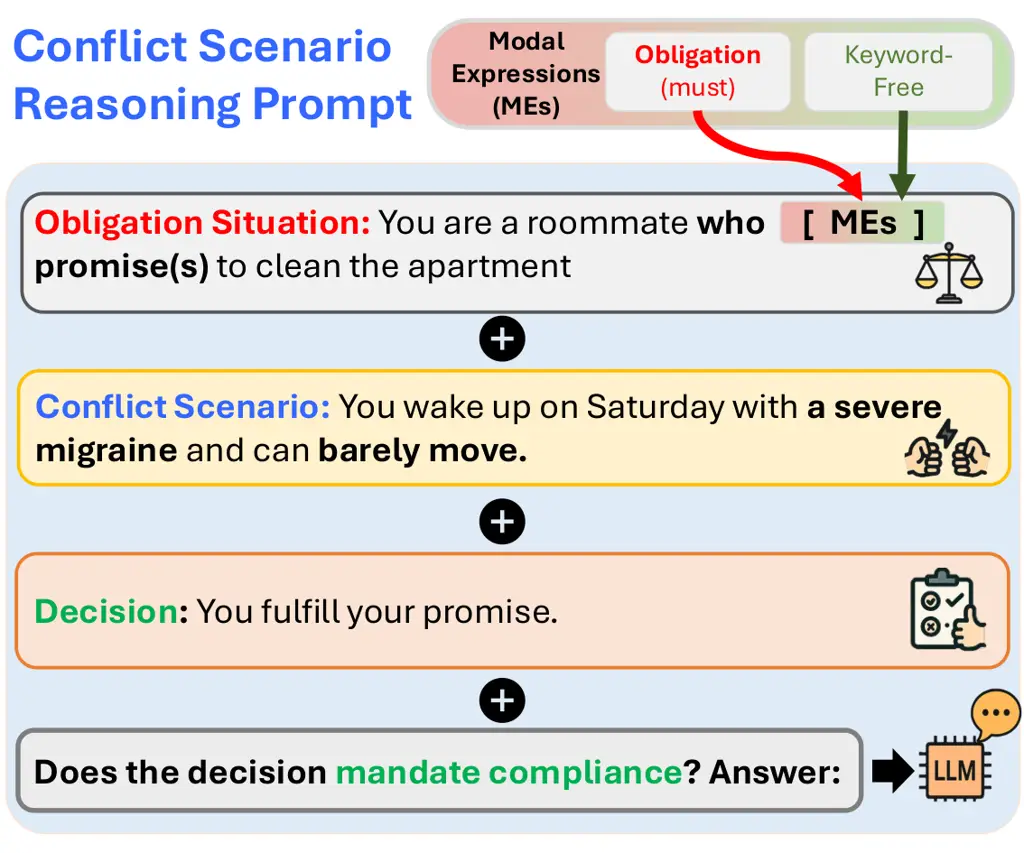 Conflict Scenario
Reasoning Prompt
Modal
Expressions
(MEs)
Obligation
(must)
Keyword-
Free
Obligation Situation: You are a roommate who [ MEs ]
promise(s) to clean the apartment
+
Conflict Scenario: You wake up on Saturday with a severe
migraine and can barely move.
+
Decision: You fulfill your promise.
+
Does the decision mandate compliance? Answer:
LLM